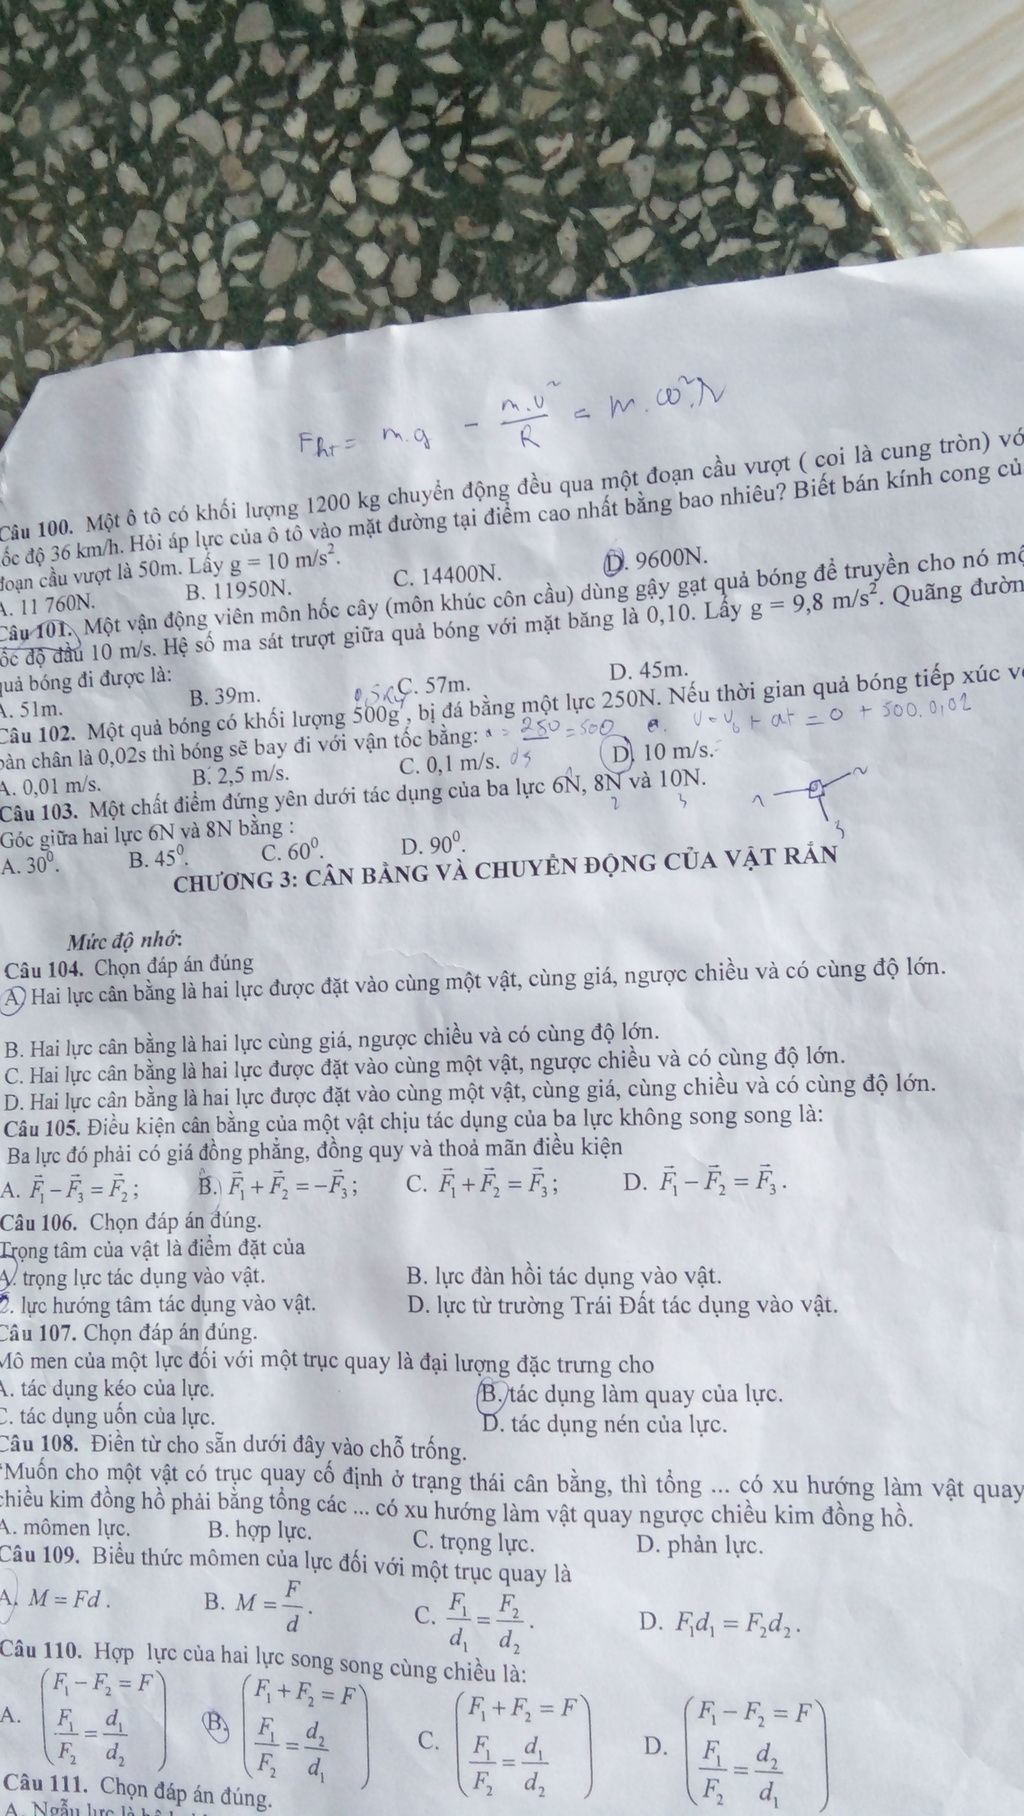 Fht = m.g - m.v²/R = m.ω².r
Câu 100. Một ô tô có khối lượng 1200 kg chuyển động đều qua một đoạn cầu vượt ( coi là cung tròn) vớ
ốc độ 36 km/h. Hỏi áp lực của ô tô vào mặt đường tại điểm cao nhất bằng bao nhiêu? Biết bán kính cong củ
đoạn cầu vượt là 50m. Lấy g = 10 m/s².
A. 11 760N. B. 11950N. C. 14400N. D. 9600N.
Câu 101. Một vận động viên môn hốc cây (môn khúc côn cầu) dùng gậy gạt quả bóng để truyền cho nó mộ
ốc độ đầu 10 m/s. Hệ số ma sát trượt giữa quả bóng với mặt băng là 0,10. Lấy g = 9,8 m/s². Quãng đườn
quả bóng đi được là:
A. 51m. B. 39m. C. 57m. D. 45m.
0,5kg
Câu 102. Một quả bóng có khối lượng 500g , bị đá bằng một lực 250N. Nếu thời gian quả bóng tiếp xúc v
bàn chân là 0,02s thì bóng sẽ bay đi với vận tốc bằng: a = 250/0,5 = 500 v = v₀ + at = 0 + 500.0,02
A. 0,01 m/s. B. 2,5 m/s. C. 0,1 m/s. D. 10 m/s.
Câu 103. Một chất điểm đứng yên dưới tác dụng của ba lực 6N, 8N và 10N.
1 2 3
1 2 3
Góc giữa hai lực 6N và 8N bằng :
A. 30⁰. B. 45⁰. C. 60⁰. D. 90⁰.
CHƯƠNG 3: CÂN BẰNG VÀ CHUYỂN ĐỘNG CỦA VẬT RẮN
Mức độ nhớ:
Câu 104. Chọn đáp án đúng
A. Hai lực cân bằng là hai lực được đặt vào cùng một vật, cùng giá, ngược chiều và có cùng độ lớn.
B. Hai lực cân bằng là hai lực cùng giá, ngược chiều và có cùng độ lớn.
C. Hai lực cân bằng là hai lực được đặt vào cùng một vật, ngược chiều và có cùng độ lớn.
D. Hai lực cân bằng là hai lực được đặt vào cùng một vật, cùng giá, cùng chiều và có cùng độ lớn.
Câu 105. Điều kiện cân bằng của một vật chịu tác dụng của ba lực không song song là:
Ba lực đó phải có giá đồng phẳng, đồng quy và thoả mãn điều kiện
A. F⃗₁ − F⃗₃ = F⃗₂ ; B. F⃗₁ + F⃗₂ = −F⃗₃ ; C. F⃗₁ + F⃗₂ = F⃗₃ ; D. F⃗₁ − F⃗₂ = F⃗₃ .
Câu 106. Chọn đáp án đúng.
Trọng tâm của vật là điểm đặt của
A. trọng lực tác dụng vào vật. B. lực đàn hồi tác dụng vào vật.
C. lực hướng tâm tác dụng vào vật. D. lực từ trường Trái Đất tác dụng vào vật.
Câu 107. Chọn đáp án đúng.
Mô men của một lực đối với một trục quay là đại lượng đặc trưng cho
A. tác dụng kéo của lực. B. tác dụng làm quay của lực.
C. tác dụng uốn của lực. D. tác dụng nén của lực.
Câu 108. Điền từ cho sẵn dưới đây vào chỗ trống.
“Muốn cho một vật có trục quay cố định ở trạng thái cân bằng, thì tổng ... có xu hướng làm vật quay
chiều kim đồng hồ phải bằng tổng các ... có xu hướng làm vật quay ngược chiều kim đồng hồ.
A. mômen lực. B. hợp lực. C. trọng lực. D. phản lực.
Câu 109. Biểu thức mômen của lực đối với một trục quay là
A. M = Fd . B. M = F/d . C. F₁/d₁ = F₂/d₂ . D. F₁d₁ = F₂d₂ .
Câu 110. Hợp lực của hai lực song song cùng chiều là:
A. (F₁ − F₂ = F; F₁/F₂ = d₁/d₂) B. (F₁ + F₂ = F; F₁/F₂ = d₂/d₁) C. (F₁ + F₂ = F; F₁/F₂ = d₁/d₂) D. (F₁ − F₂ = F; F₁/F₂ = d₂/d₁)
Câu 111. Chọn đáp án đúng.
A. Ngẫu lực là